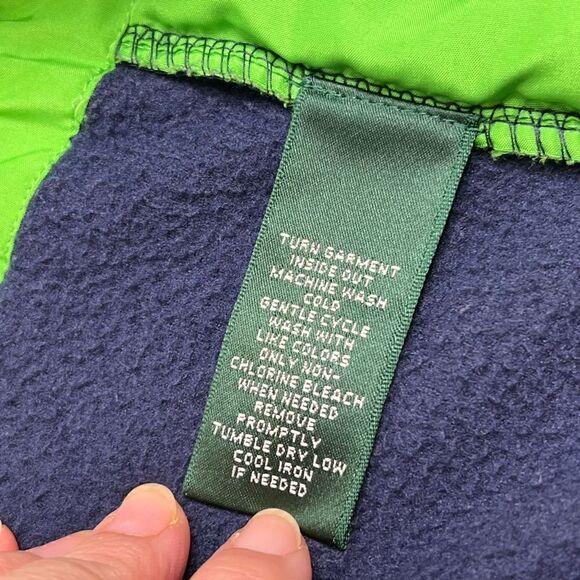 TURN GARMENT
INSIDE OUT
MACHINE WASH
COLD
GENTLE CYCLE
WASH WITH
LIKE COLORS
ONLY NON-
CHLORINE BLEACH
WHEN NEEDED
REMOVE
PROMPTLY
TUMBLE DRY LOW
COOL IRON
IF NEEDED